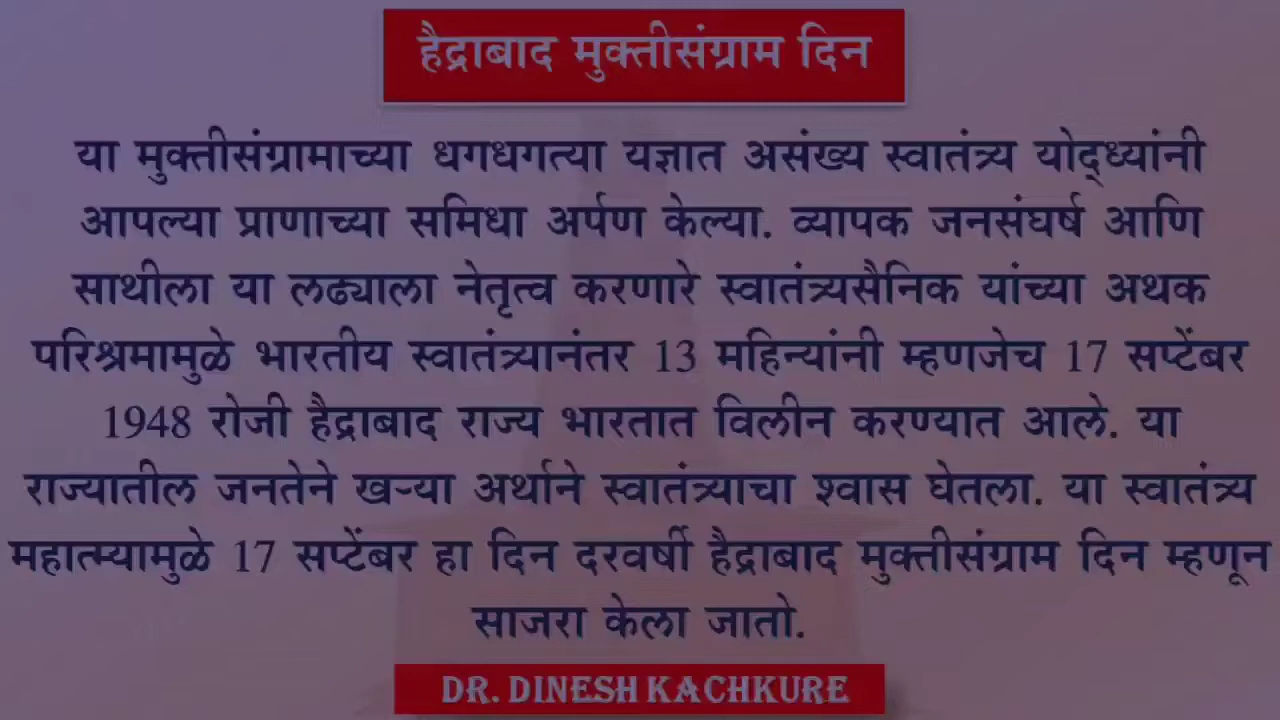 हैद्राबाद मुक्तीसंग्राम दिन
या मुक्तीसंग्रामाच्या धगधगत्या यज्ञात असंख्य स्वातंत्र्य योद्ध्यांनी
आपल्या प्राणाच्या समिधा अर्पण केल्या. व्यापक जनसंघर्ष आणि
साथीला या लढ्याला नेतृत्व करणारे स्वातंत्र्यसैनिक यांच्या अथक
परिश्रमामुळे भारतीय स्वातंत्र्यानंतर 13 महिन्यांनी म्हणजेच 17 सप्टेंबर
1948 रोजी हैद्राबाद राज्य भारतात विलीन करण्यात आले. या
राज्यातील जनतेने खऱ्या अर्थाने स्वातंत्र्याचा श्वास घेतला. या स्वातंत्र्य
महात्म्यामुळे 17 सप्टेंबर हा दिन दरवर्षी हैद्राबाद मुक्तीसंग्राम दिन म्हणून
साजरा केला जातो.
DR. DINESH KACHKURE